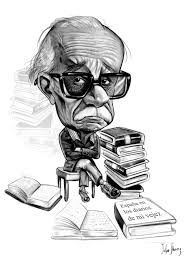 España en
los diarios
de mi vejez